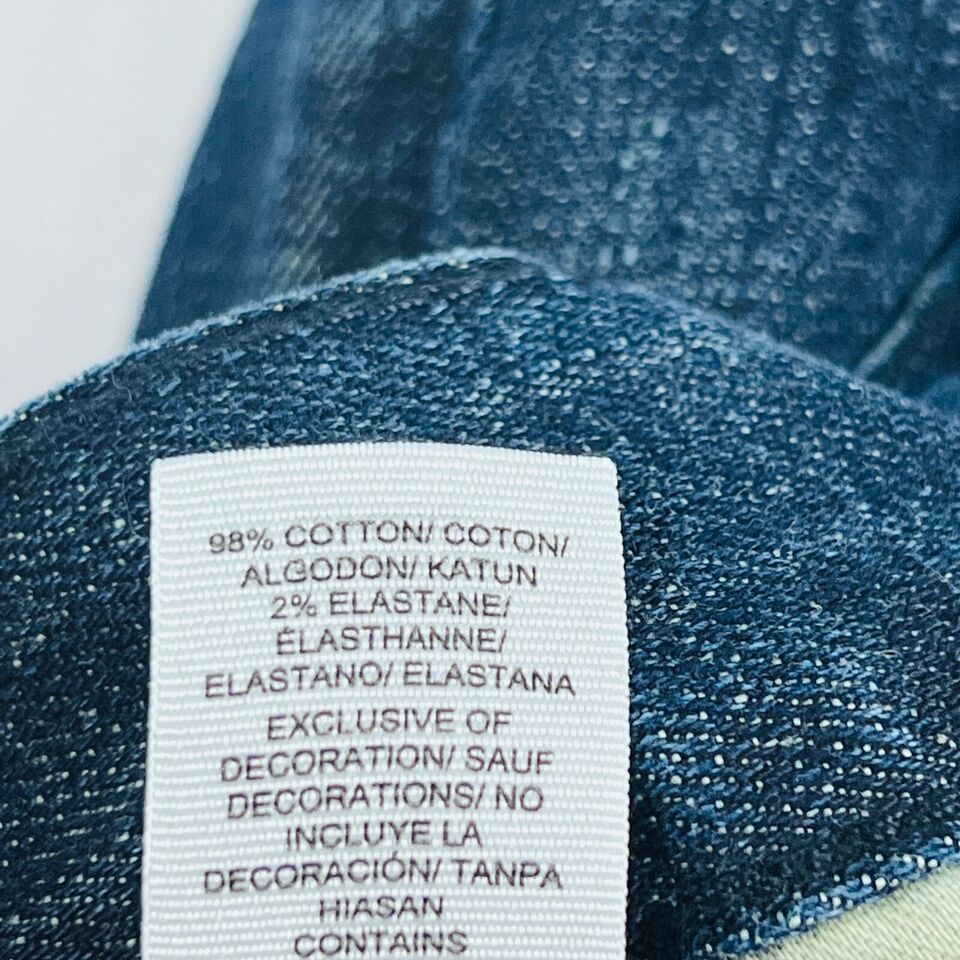 98% COTTON/ COTON/
ALGODON/ KATUN
2% ELASTANE/
ÉLASTHANNE/
ELASTANO/ ELASTANA
EXCLUSIVE OF
DECORATION/ SAUF
DECORATIONS/ NO
INCLUYE LA
DECORACIÓN/ TANPA
HIASAN
CONTAINS